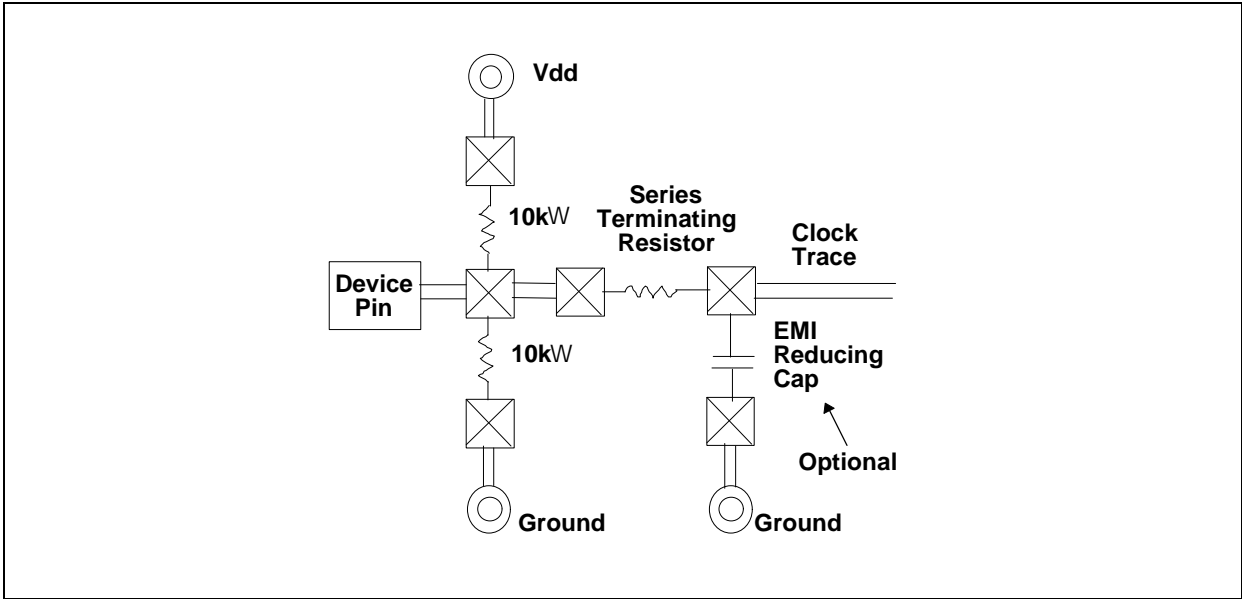 Vdd
10kW
Series
Terminating
Resistor
Clock
Trace
Device
Pin
10kW
EMI
Reducing
Cap
Optional
Ground
Ground